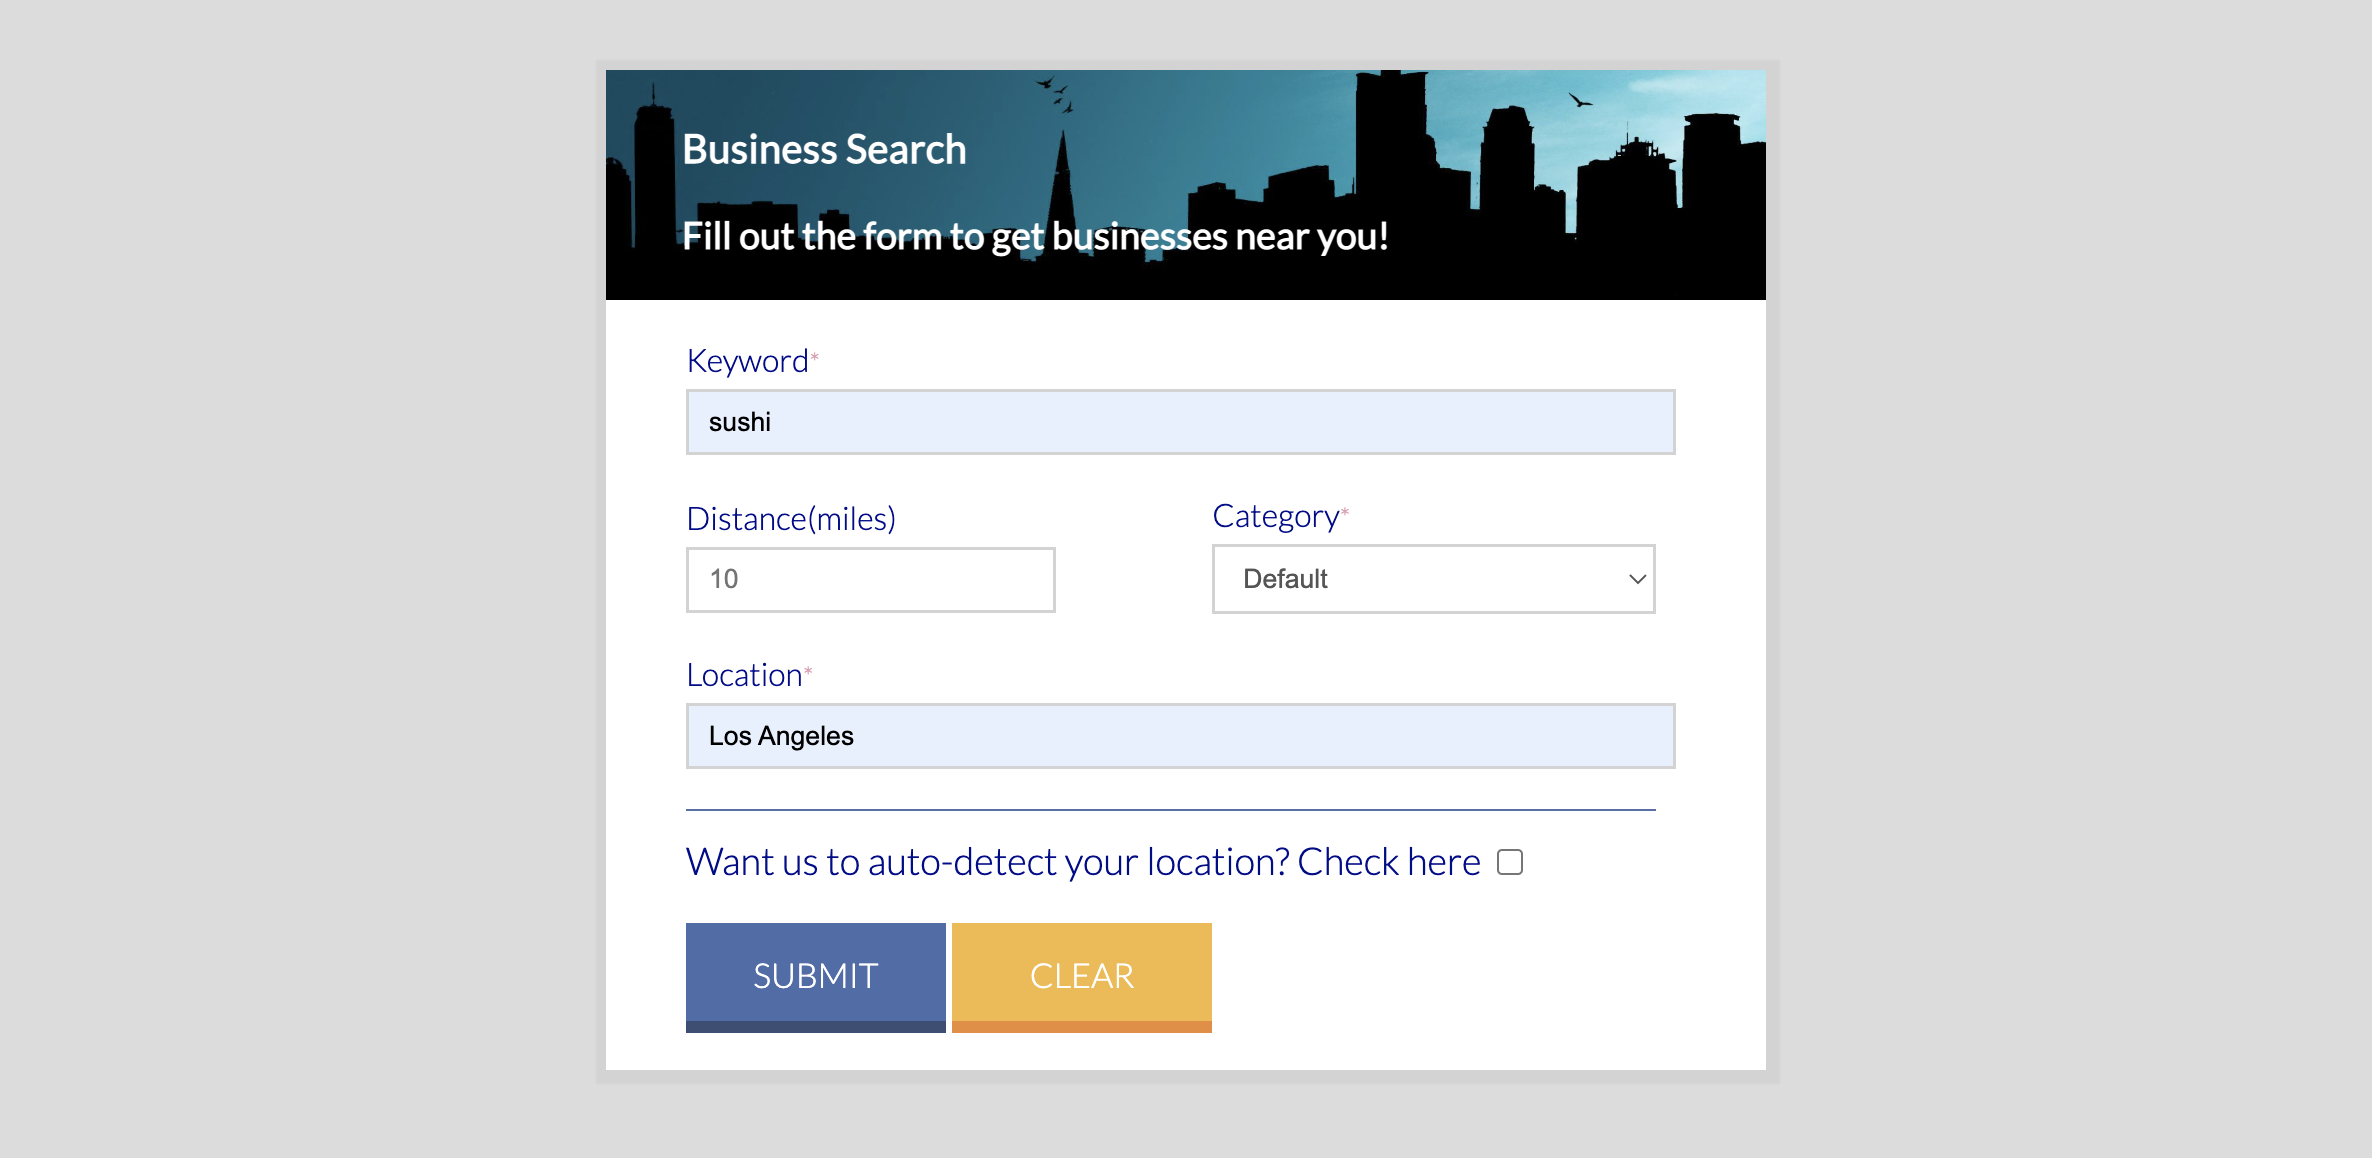 Business Search
Fill out the form to get businesses near you!
Keyword*
sushi
Distance(miles)
Category*
10
Default
Location*
Los Angeles
Want us to auto-detect your location? Check here
SUBMIT
CLEAR